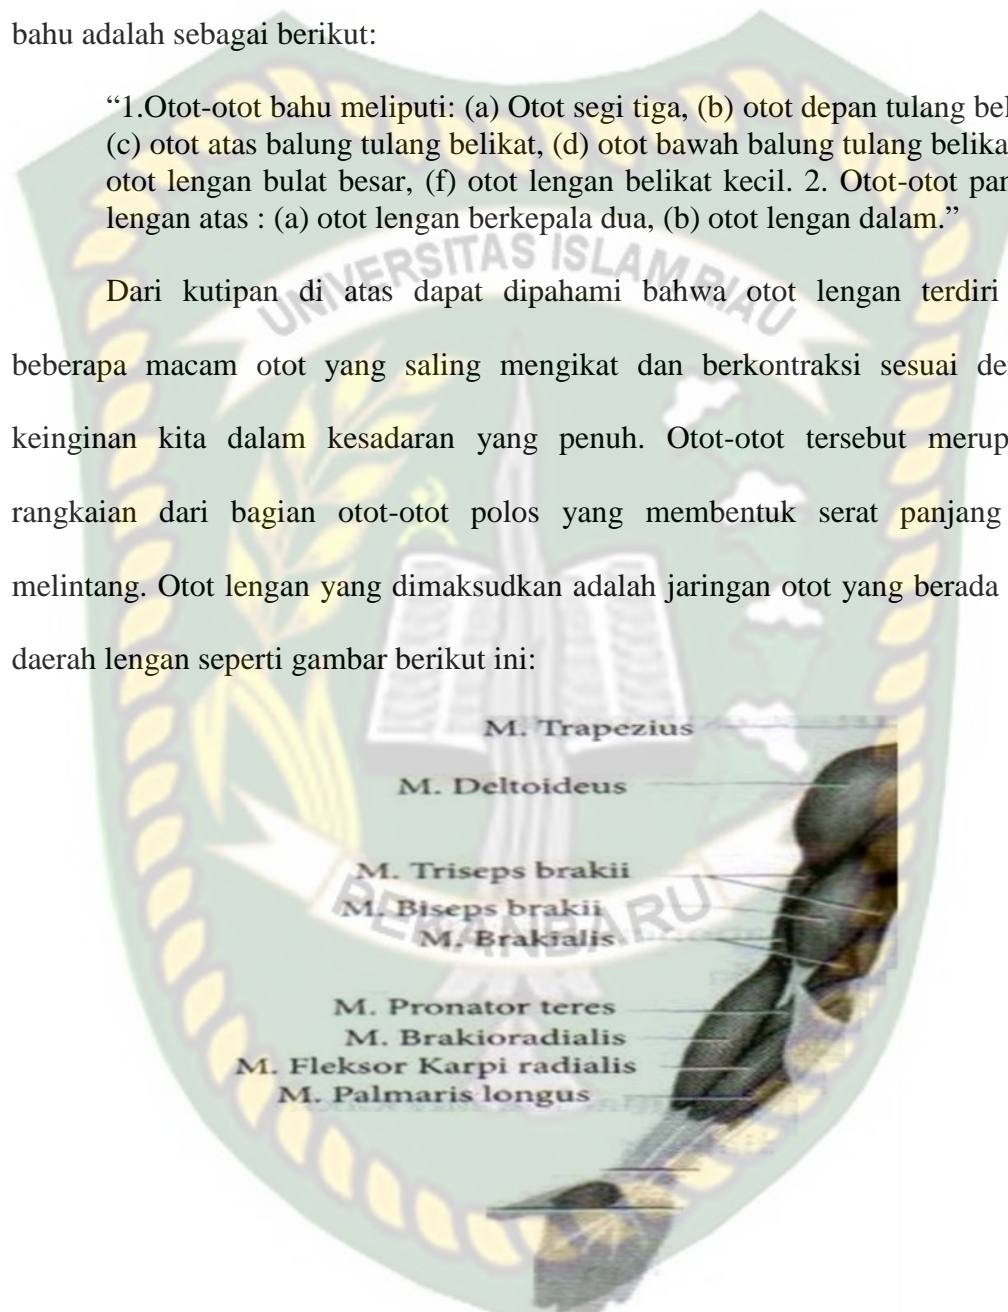 bahu adalah sebagai berikut:
“1.Otot-otot bahu meliputi: (a) Otot segi tiga, (b) otot depan tulang
(c) otot atas balung tulang belikat, (d) otot bawah balung tulang
otot lengan bulat besar, (f) otot lengan belikat kecil. 2. Otot-otot
lengan atas : (a) otot lengan berkepala dua, (b) otot lengan dalam.”
UNIVERSITAS ISLAM RIAU
Dari kutipan di atas dapat dipahami bahwa otot lengan terdiri
beberapa macam otot yang saling mengikat dan berkontraksi sesuai
keinginan kita dalam kesadaran yang penuh. Otot-otot tersebut
rangkaian dari bagian otot-otot polos yang membentuk serat panjang
melintang. Otot lengan yang dimaksudkan adalah jaringan otot yang berada
daerah lengan seperti gambar berikut ini:
M. Trapezius
M. Deltoideus
M. Triseps brakii
M. Biseps brakii
M. Brakialis
PEKANBARU
M. Pronator teres
M. Brakioradialis
M. Fleksor Karpi radialis
M. Palmaris longus